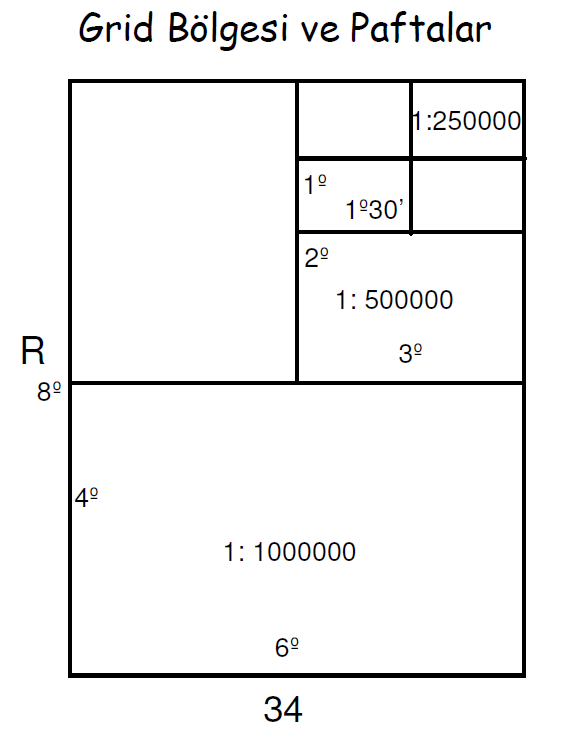 Grid Bölgesi ve Paftalar
1:250000
1º
1º30’
2º
1: 500000
3º
R
8º
4º
1: 1000000
6º
34